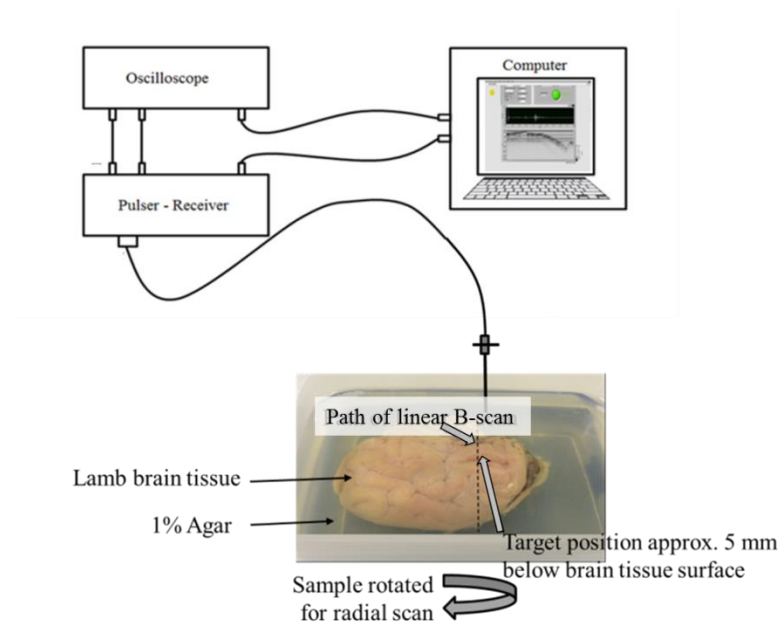 Oscilloscope
Computer
Pulser - Receiver
Path of linear B-scan
Lamb brain tissue
1% Agar
Target position approx. 5 mm
below brain tissue surface
Sample rotated
for radial scan